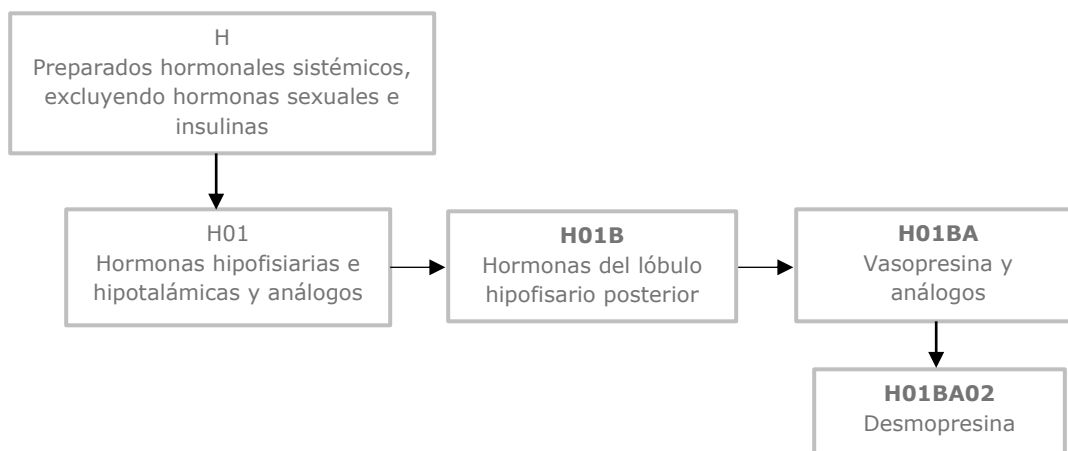 H
Preparados hormonales sistémicos,
excluyendo hormonas sexuales e
insulinas
H01
Hormonas hipofisiarias e
hipotalámicas y análogos
H01B
Hormonas del lóbulo
hipofisario posterior
H01BA
Vasopresina y
análogos
H01BA02
Desmopresina